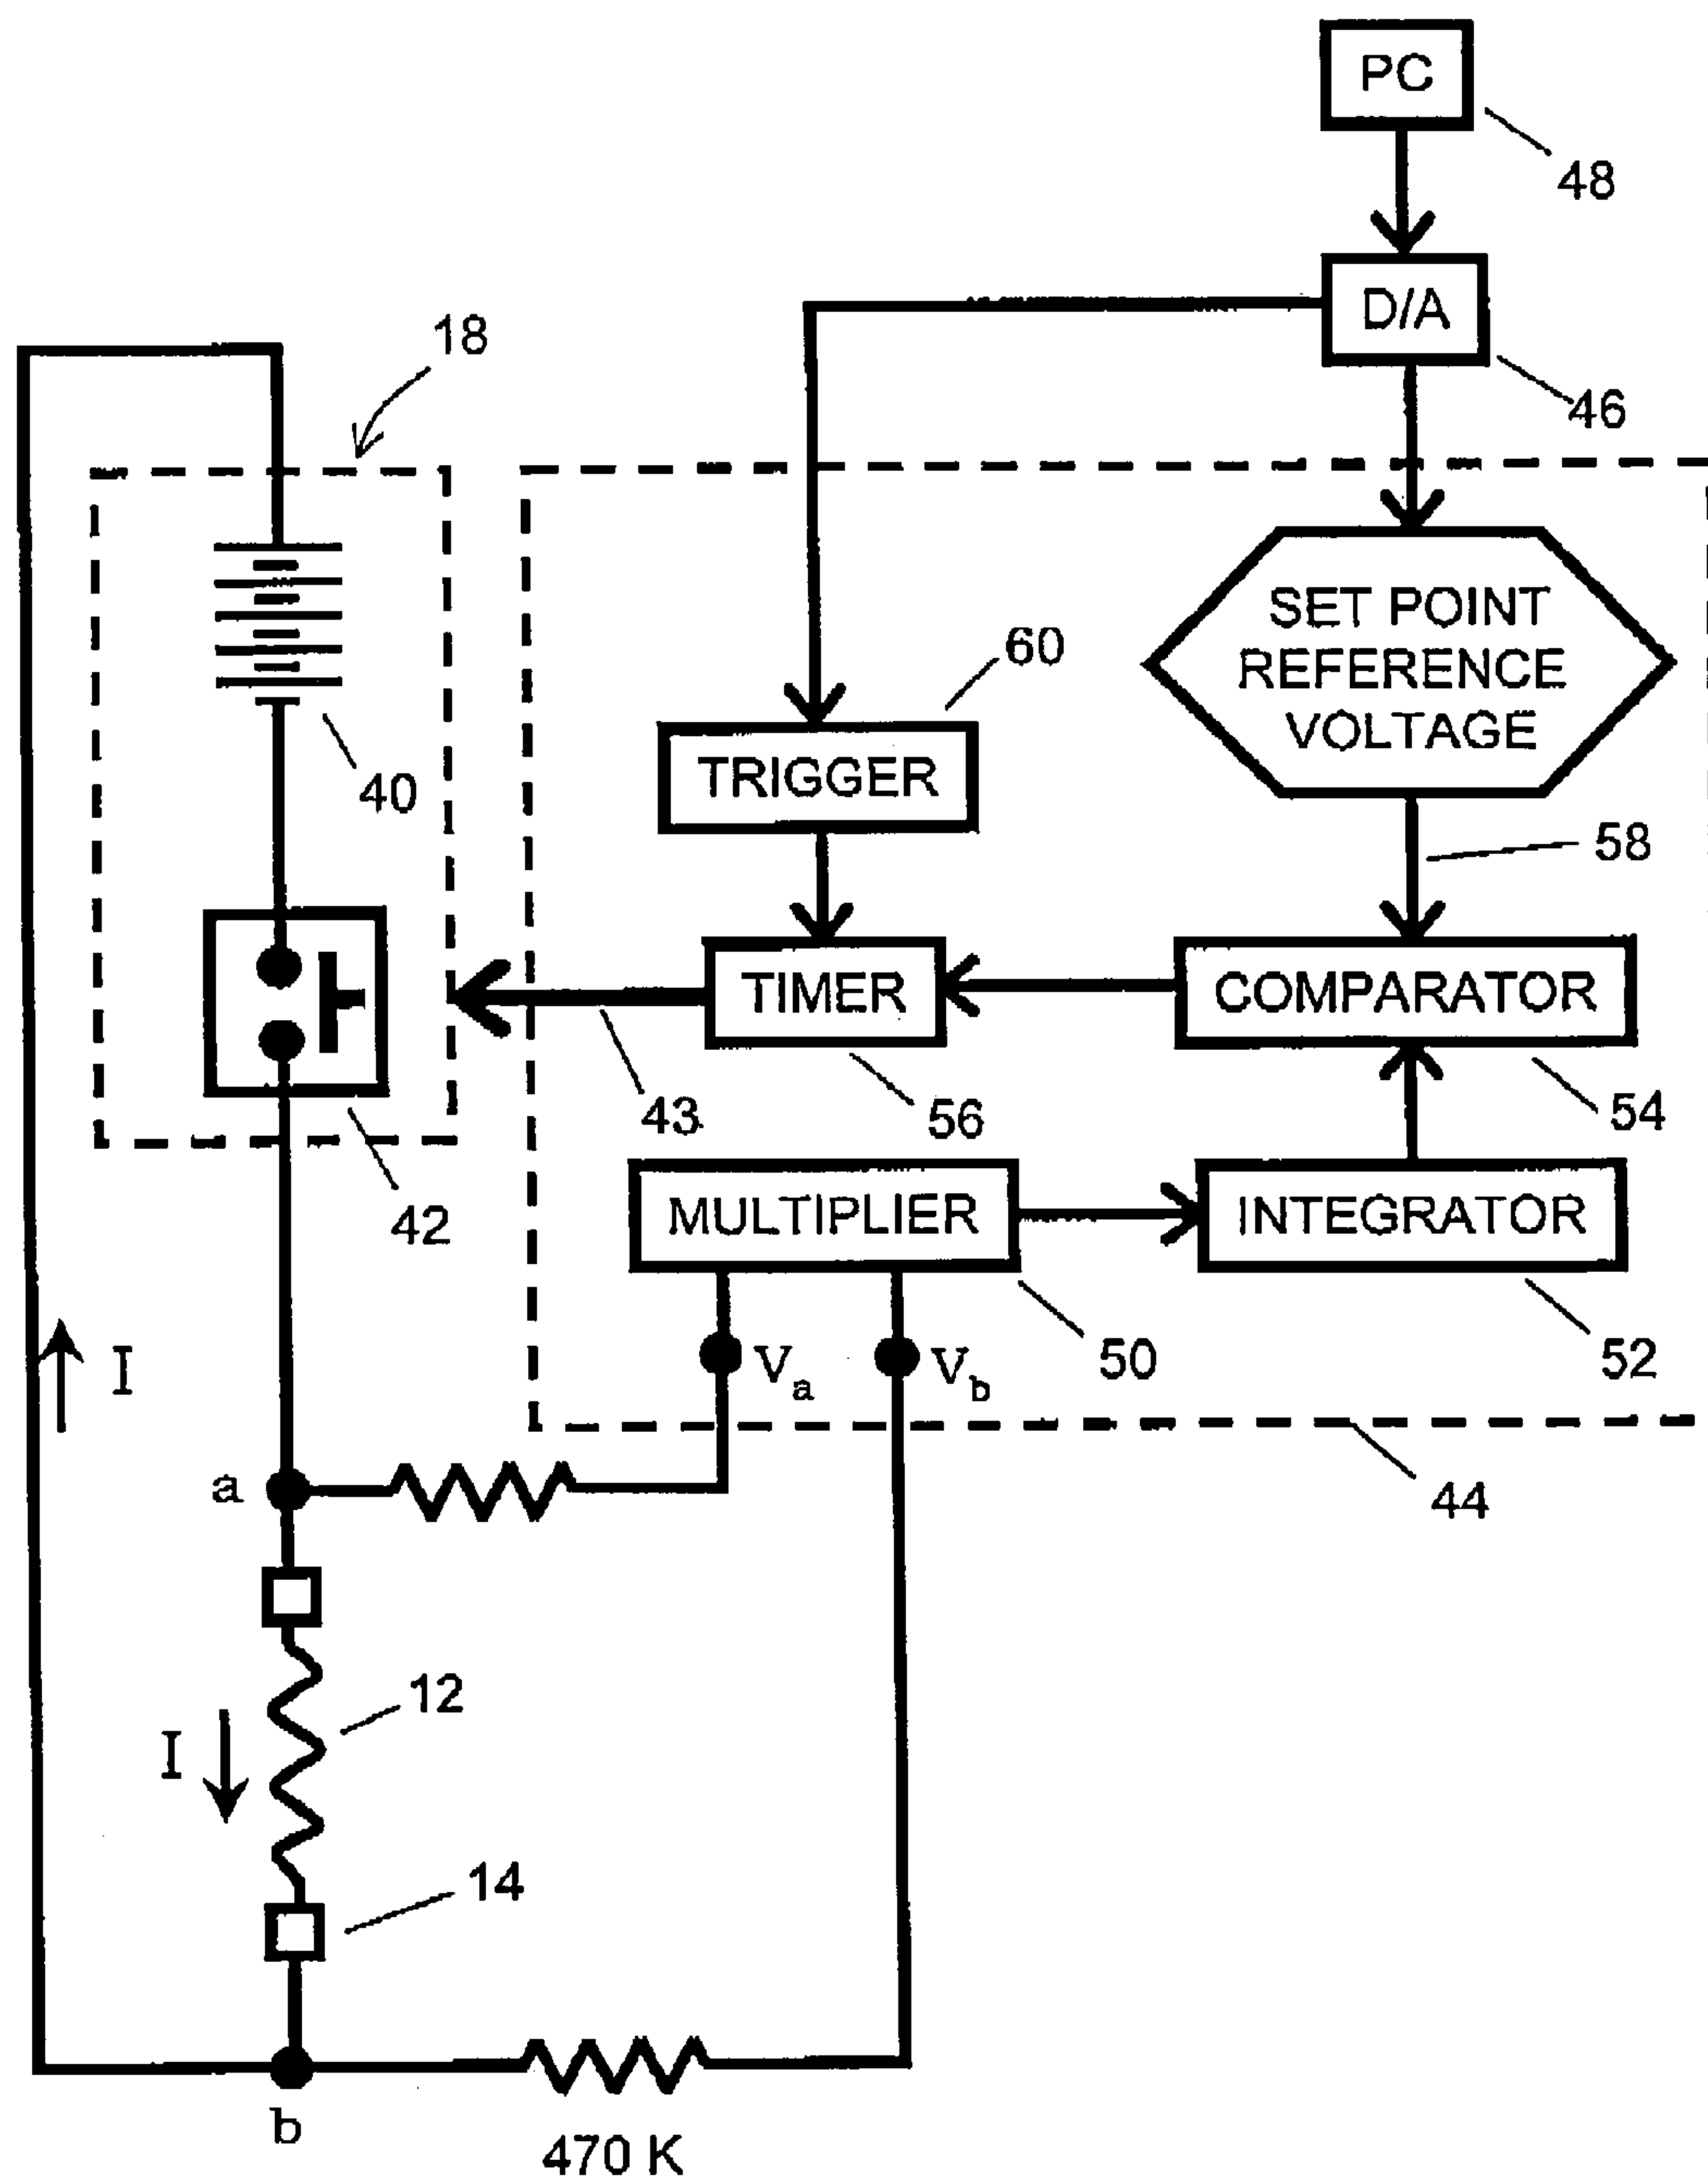 PC
48
D/A
46
18
SET POINT
REFERENCE
VOLTAGE
60
TRIGGER
40
58
TIMER
COMPARATOR
43
56
54
42
MULTIPLIER
INTEGRATOR
I
Va
Vb
50
52
a
44
12
I
14
b
470 K